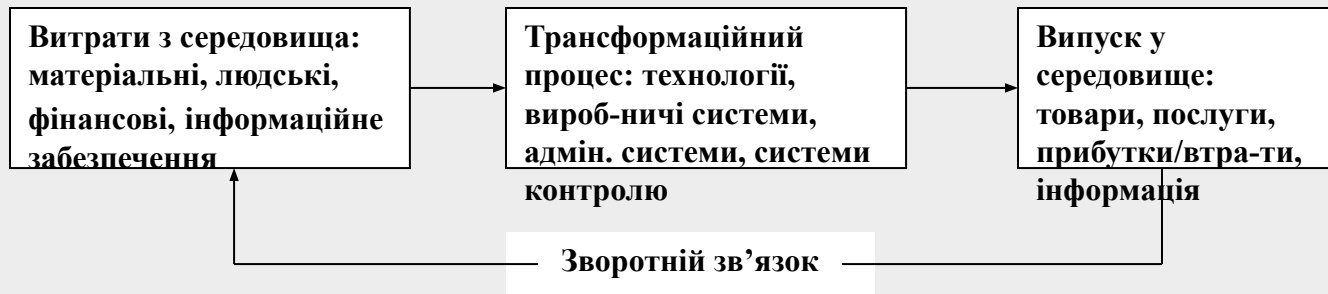 Витрати з середовища:
матеріальні, людські,
фінансові, інформаційне
забезпечення
Трансформаційний
процес: технології,
вироб-ничі системи,
адмін. системи, системи
контролю
Випуск у
середовище:
товари, послуги,
прибутки/втра-ти,
інформація
Зворотній зв’язок